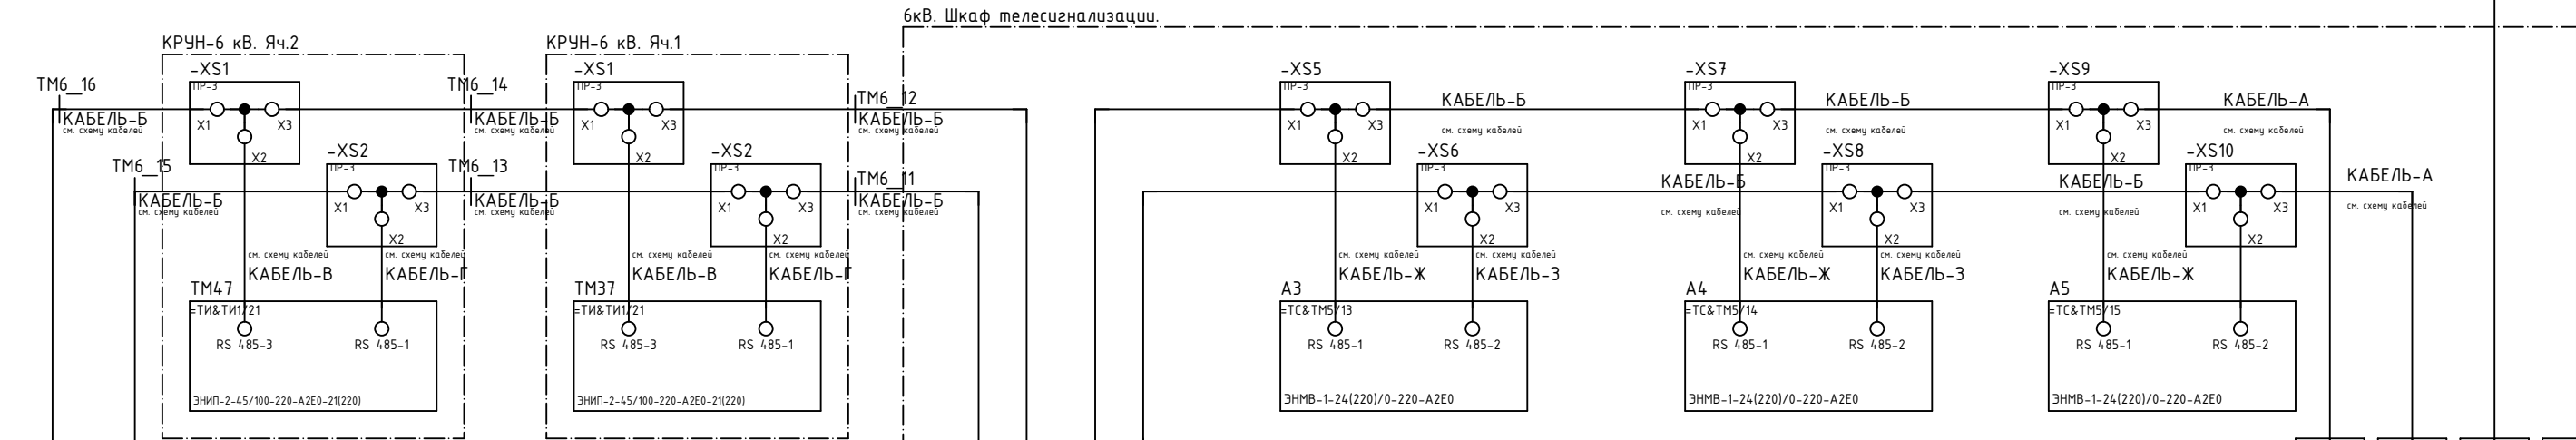 6кВ. Шкаф телесигнализации.
КРУН-6 кВ. Яч.2
КРУН-6 кВ. Яч.1
-XS1
-XS1
-XS5
-XS7
-XS9
ТМ6_16
ПР-3
ТМ6_14
ПР-3
ТМ6_12
ПР-3
ПР-3
ПР-3
КАБЕЛЬ-Б
КАБЕЛЬ-Б
КАБЕЛЬ-А
КАБЕЛЬ-Б
X1
X3
КАБЕЛЬ-Б
X1
X3
КАБЕЛЬ-Б
X1
X3
X1
X3
X1
X3
см. схему кабелей
см. схему кабелей
см. схему кабелей
см. схему кабелей
см. схему кабелей
см. схему кабелей
X2
-XS2
X2
-XS2
X2
-XS6
X2
-XS8
X2
-XS10
ТМ6_15
ПР-3
ТМ6_13
ПР-3
ТМ6_11
ПР-3
ПР-3
ПР-3
КАБЕЛЬ-Б
КАБЕЛЬ-Б
КАБЕЛЬ-А
КАБЕЛЬ-Б
X1
X3
КАБЕЛЬ-Б
X1
X3
КАБЕЛЬ-Б
X1
X3
X1
X3
X1
X3
см. схему кабелей
см. схему кабелей
см. схему кабелей
см. схему кабелей
см. схему кабелей
см. схему кабелей
X2
X2
X2
X2
X2
см. схему кабелей
см. схему кабелей
см. схему кабелей
см. схему кабелей
см. схему кабелей
см. схему кабелей
см. схему кабелей
см. схему кабелей
см. схему кабелей
КАБЕЛЬ-В
КАБЕЛЬ-Г
КАБЕЛЬ-В
КАБЕЛЬ-Г
КАБЕЛЬ-Ж
КАБЕЛЬ-З
КАБЕЛЬ-Ж
КАБЕЛЬ-З
КАБЕЛЬ-Ж
ТМ47
ТМ37
А3
А4
А5
=ТИ&ТИ1/21
=ТИ&ТИ1/21
=ТС&ТМ5/13
=ТС&ТМ5/14
=ТС&ТМ5/15
RS 485-3
RS 485-1
RS 485-3
RS 485-1
RS 485-1
RS 485-2
RS 485-1
RS 485-2
RS 485-1
RS 485-2
ЭНИП-2-45/100-220-А2Е0-21(220)
ЭНИП-2-45/100-220-А2Е0-21(220)
ЭНМВ-1-24(220)/0-220-А2Е0
ЭНМВ-1-24(220)/0-220-А2Е0
ЭНМВ-1-24(220)/0-220-А2Е0